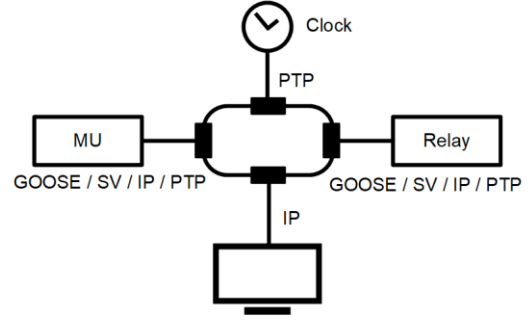 Clock
PTP
MU
Relay
GOOSE / SV / IP / PTP
GOOSE / SV / IP / PTP
IP